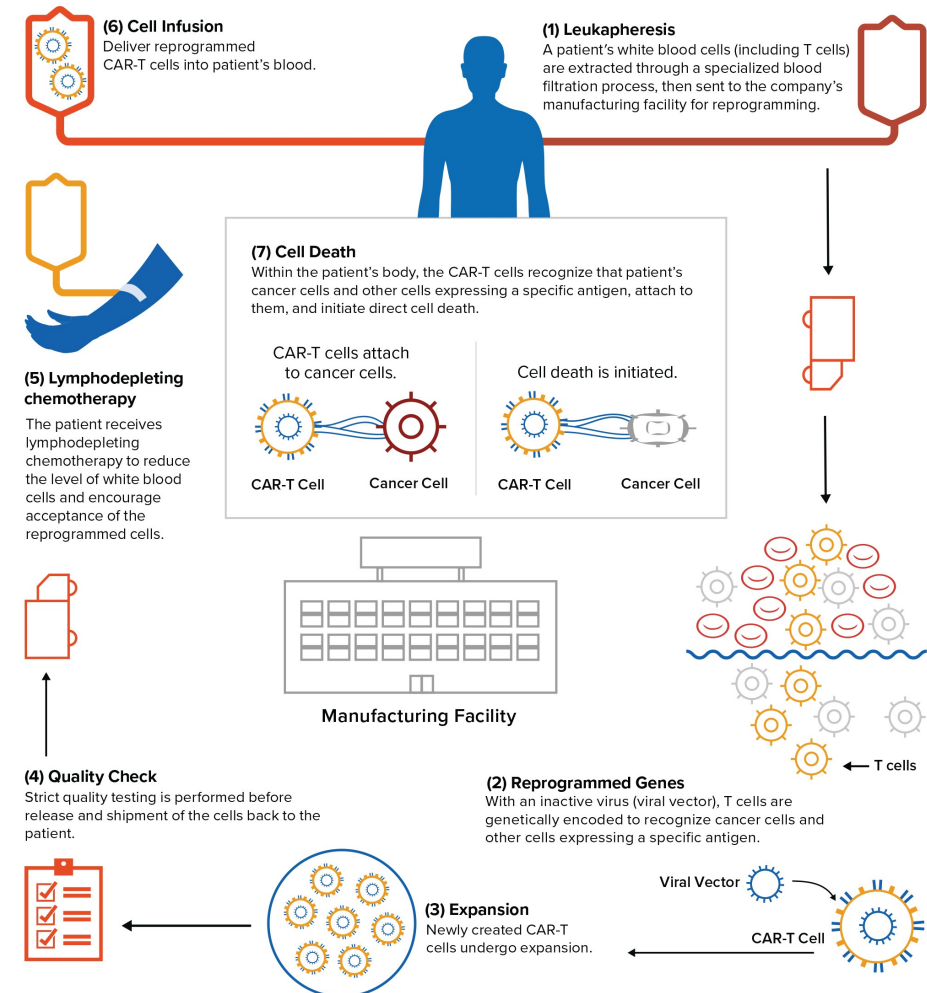 (6) Cell Infusion
Deliver reprogrammed
CAR-T cells into patient's blood.
(1) Leukapheresis
A patient's white blood cells (including T cells)
are extracted through a specialized blood
filtration process, then sent to the company's
manufacturing facility for reprogramming.
(7) Cell Death
Within the patient's body, the CAR-T cells recognize that patient's
cancer cells and other cells expressing a specific antigen, attach to
them, and initiate direct cell death.
CAR-T cells attach
to cancer cells.
CAR-T Cell
Cancer Cell
Cell death is initiated.
CAR-T Cell
Cancer Cell
(5) Lymphodepleting
chemotherapy
The patient receives
lymphodepleting
chemotherapy to reduce
the level of white blood
cells and encourage
acceptance of the
reprogrammed cells.
Manufacturing Facility
T cells
(4) Quality Check
Strict quality testing is performed before
release and shipment of the cells back to the
patient.
(2) Reprogrammed Genes
With an inactive virus (viral vector), T cells are
genetically encoded to recognize cancer cells and
other cells expressing a specific antigen.
Viral Vector
CAR-T Cell
(3) Expansion
Newly created CAR-T
cells undergo expansion.